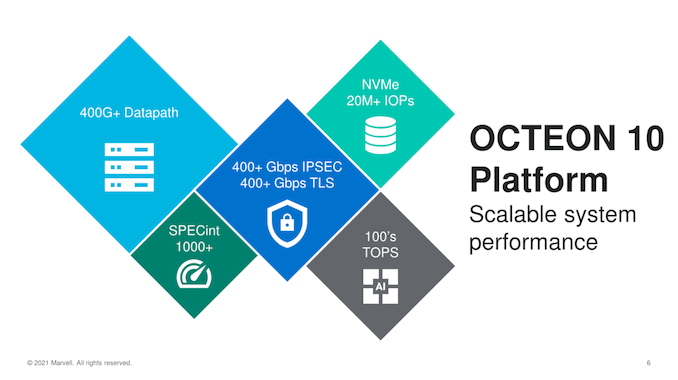 400G+ Datapath
NVMe
20M+ IOPs
400+ Gbps IPSEC
400+ Gbps TLS
SPECint
1000+
100's
TOPS
AI
OCTEON 10
Platform
Scalable system
performance
© 2021 Marvell. All rights reserved.
6